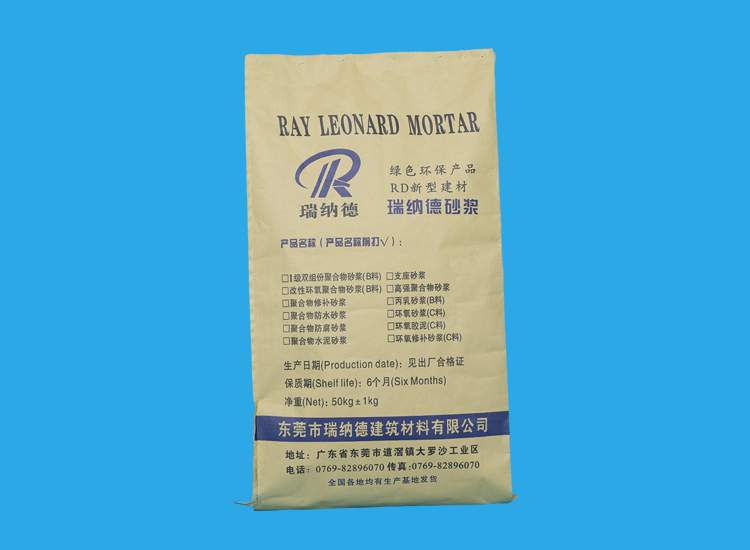 RAY LEONARD MORTAR
R
瑞纳德
绿色环保产品
RD新型建材
瑞纳德砂浆
产品名称（产品名称前打√）:
□I级双组份聚合物砂浆(B料) □支座砂浆
□改性环氧聚合物砂浆(B料) □高强聚合物砂浆
□聚合物修补砂浆 □丙乳砂浆(B料)
□聚合物防水砂浆 □环氧砂浆(C料)
□聚合物防腐砂浆 □环氧胶泥(C料)
□聚合物水泥砂浆 □环氧修补砂浆(C料)
生产日期(Production date): 见出厂合格证
保质期(Shelf life): 6个月(Six Months)
净重(Net): 50kg±1kg
东莞市瑞纳德建筑材料有限公司
地址: 广东省东莞市道滘镇大罗沙工业区
电话: 0769-82896070 传真:0769-82896070
全国各地均有生产基地发货